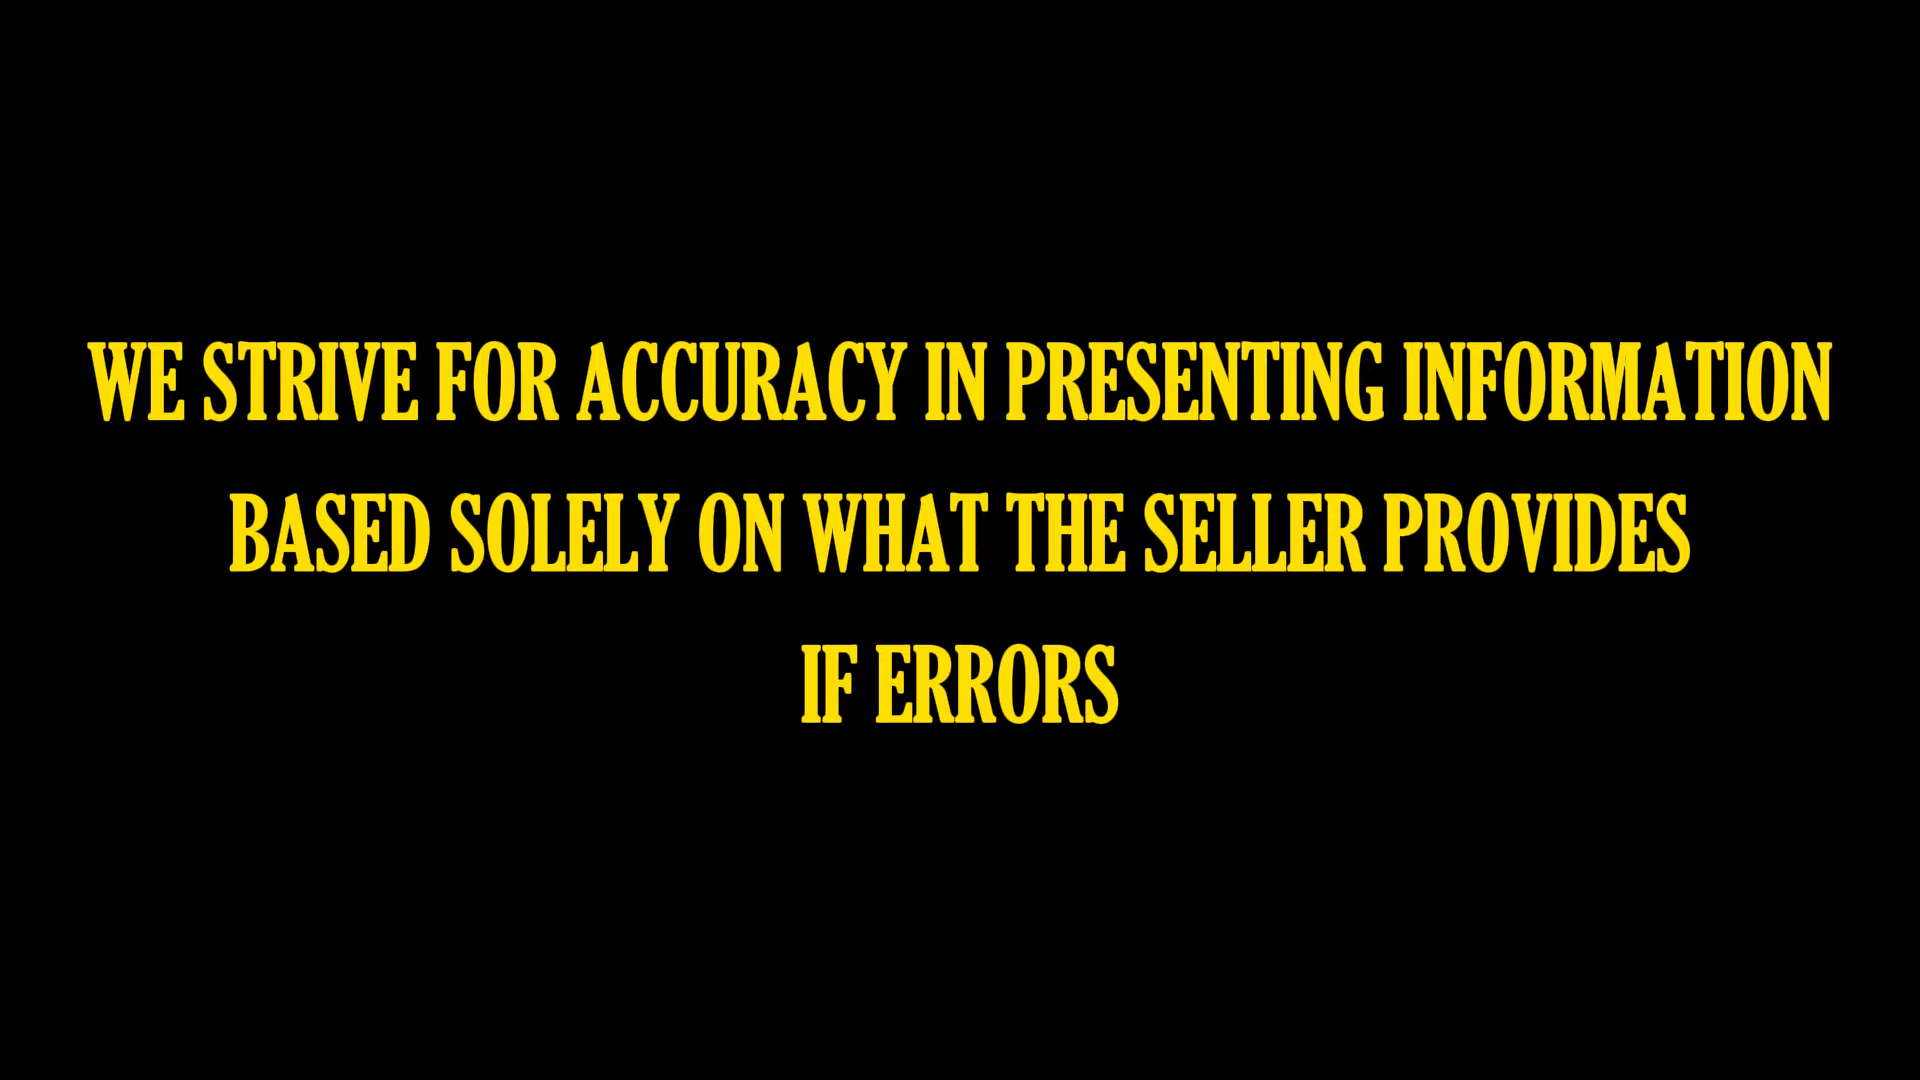 WE STRIVE FOR ACCURACY IN PRESENTING INFORMATION
BASED SOLELY ON WHAT THE SELLER PROVIDES
IF ERRORS